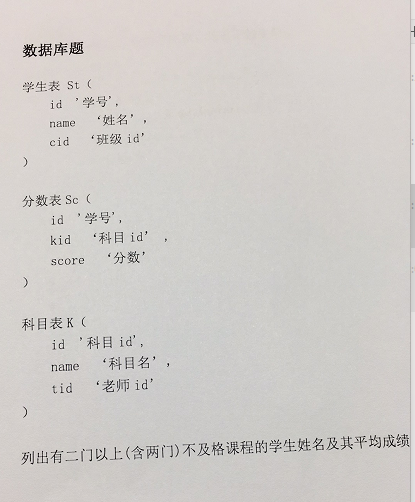 数据库题
学生表 St (
id '学号',
name ‘姓名’,
cid ‘班级 id’
)
分数表 Sc (
id '学号',
kid ‘科目 id’ ,
score ‘分数’
)
科目表 K (
id '科目 id',
name ‘科目名’,
tid ‘老师 id’
)
列出有二门以上(含两门)不及格课程的学生姓名及其平均成绩